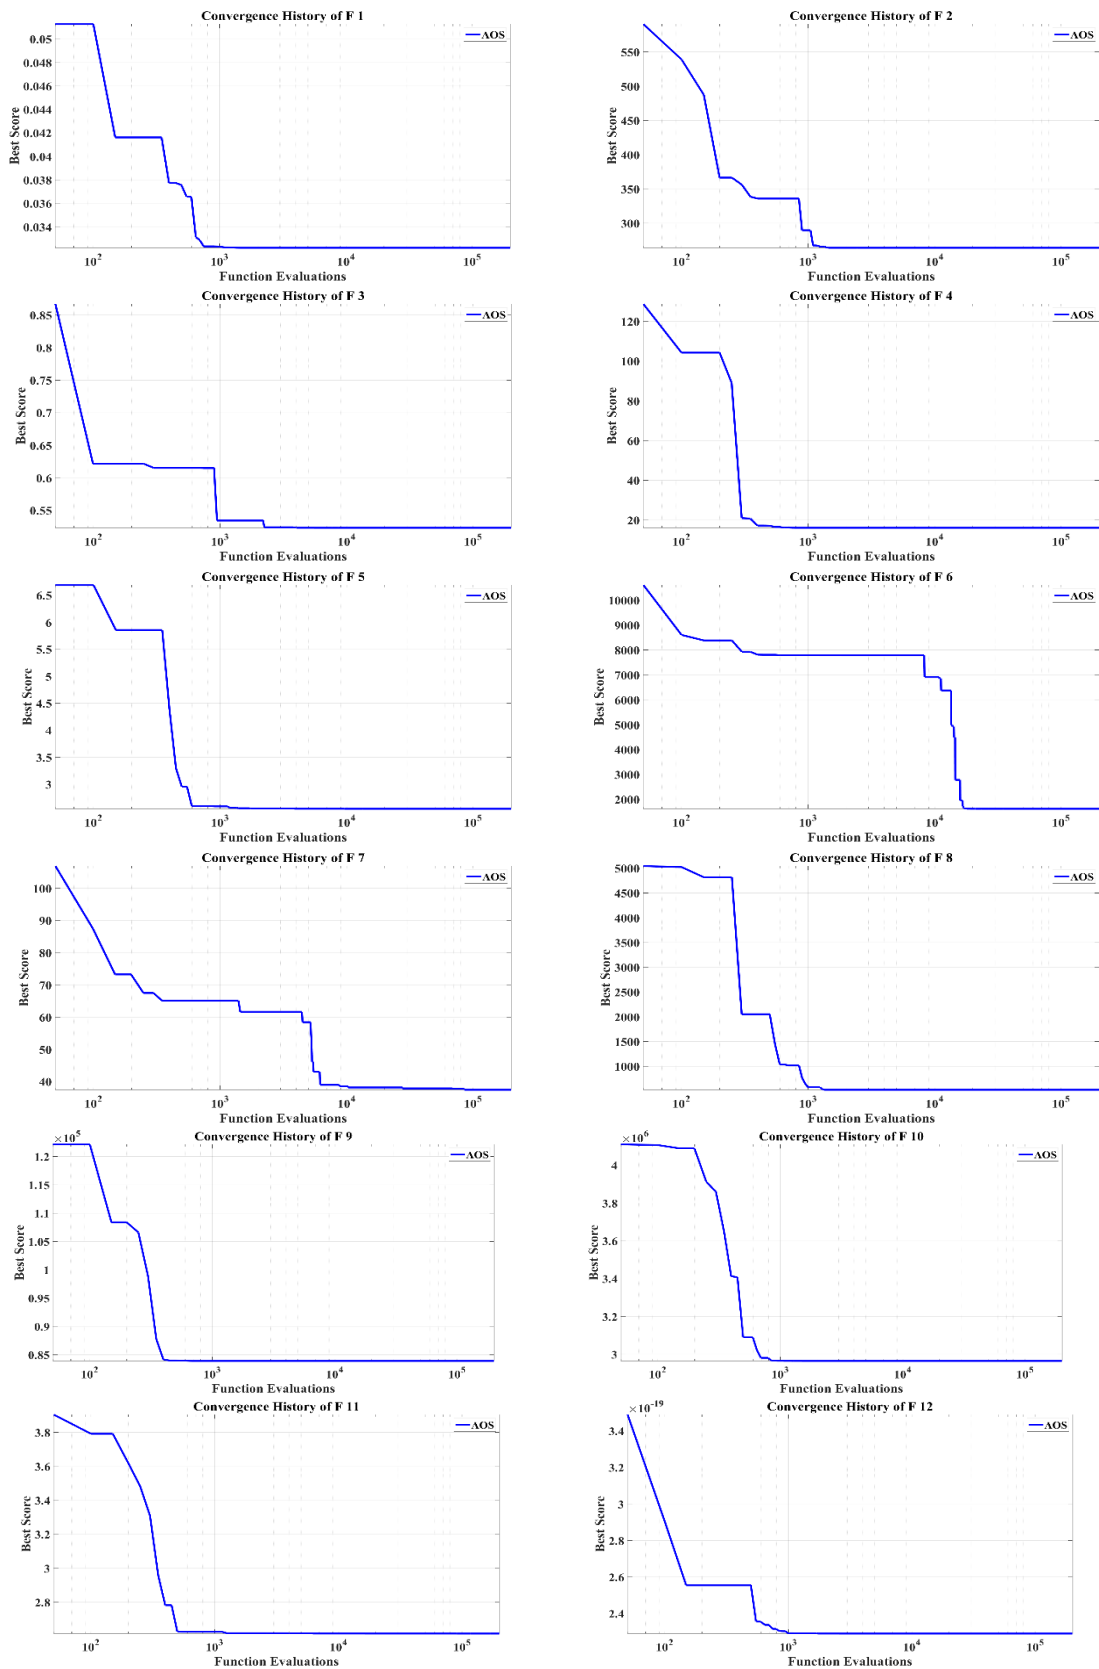 Convergence History of F 1
AOS
Best Score
0.05
0.048
0.046
0.044
0.042
0.04
0.038
0.036
0.034
10^2
10^3
10^4
10^5
Function Evaluations
Convergence History of F 2
AOS
Best Score
550
500
450
400
350
300
10^2
10^3
10^4
10^5
Function Evaluations
Convergence History of F 3
AOS
Best Score
0.85
0.8
0.75
0.7
0.65
0.6
0.55
10^2
10^3
10^4
10^5
Function Evaluations
Convergence History of F 4
AOS
Best Score
120
100
80
60
40
20
10^2
10^3
10^4
10^5
Function Evaluations
Convergence History of F 5
AOS
Best Score
6.5
6
5.5
5
4.5
4
3.5
3
10^2
10^3
10^4
10^5
Function Evaluations
Convergence History of F 6
AOS
Best Score
10000
9000
8000
7000
6000
5000
4000
3000
2000
10^2
10^3
10^4
10^5
Function Evaluations
Convergence History of F 7
AOS
Best Score
100
90
80
70
60
50
40
10^2
10^3
10^4
10^5
Function Evaluations
Convergence History of F 8
AOS
Best Score
5000
4500
4000
3500
3000
2500
2000
1500
1000
10^2
10^3
10^4
10^5
Function Evaluations
×10^5
Convergence History of F 9
AOS
Best Score
1.2
1.15
1.1
1.05
1
0.95
0.9
0.85
10^2
10^3
10^4
10^5
Function Evaluations
×10^6
Convergence History of F 10
AOS
Best Score
4
3.8
3.6
3.4
3.2
3
10^2
10^3
10^4
10^5
Function Evaluations
Convergence History of F 11
AOS
Best Score
3.8
3.6
3.4
3.2
3
2.8
10^2
10^3
10^4
10^5
Function Evaluations
×10^-19
Convergence History of F 12
AOS
Best Score
3.4
3.2
3
2.8
2.6
2.4
10^2
10^3
10^4
10^5
Function Evaluations